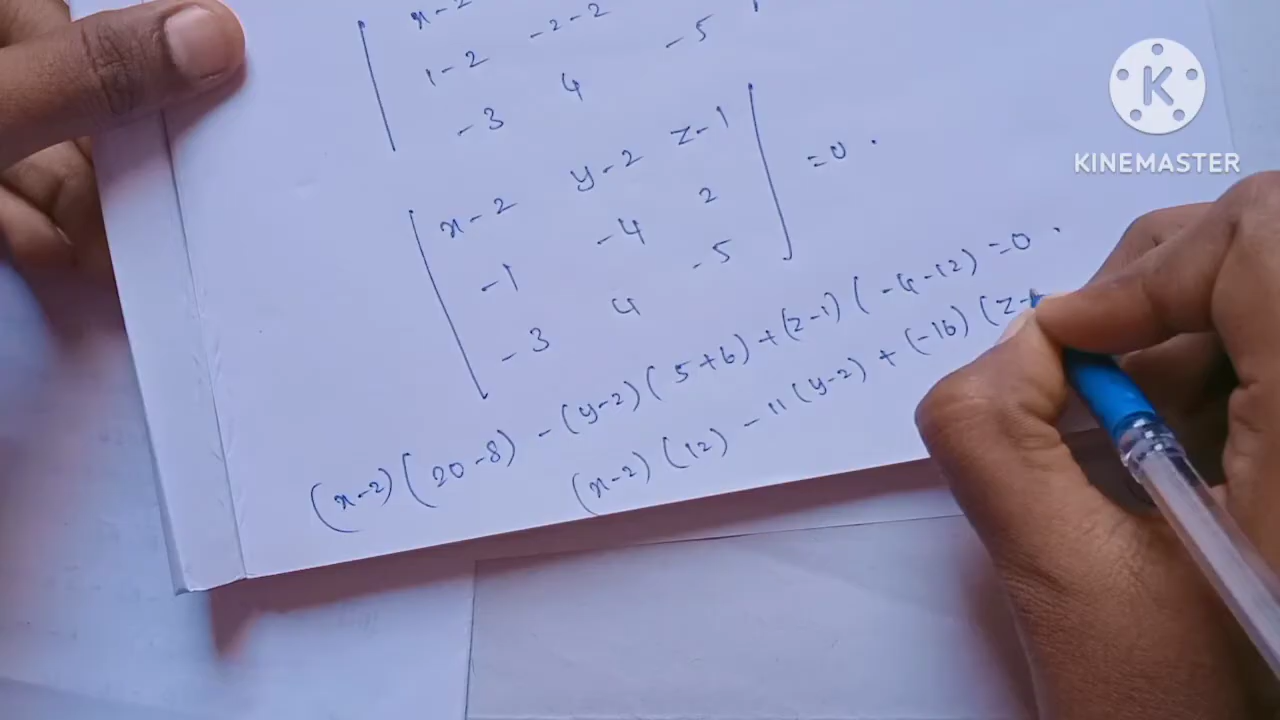 x-2
1-2 -2-2
-3 4 -5
x-2 y-2 z-1
-1 -4 2 =0.
-3 4 -5
(x-2)(20-8) -(y-2)(5+6)+(z-1)(-4-12)=0.
(x-2)(12) -11(y-2) +(-16)(z-
K
KINEMASTER